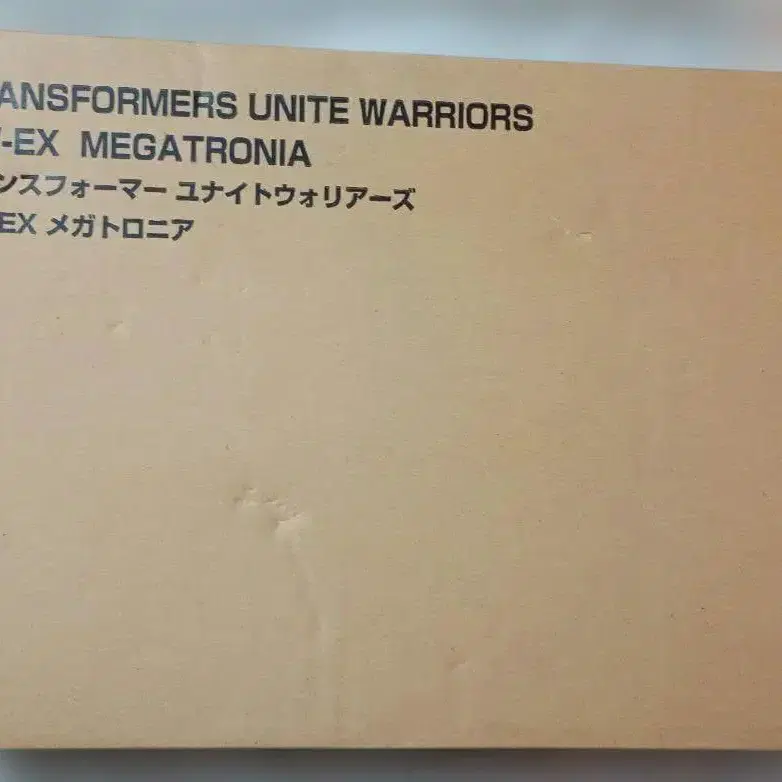 ANSFORMERS UNITE WARRIORS
-EX MEGATRONIA
ンスフォーマー ユナイトウォリアーズ
EX メガトロニア